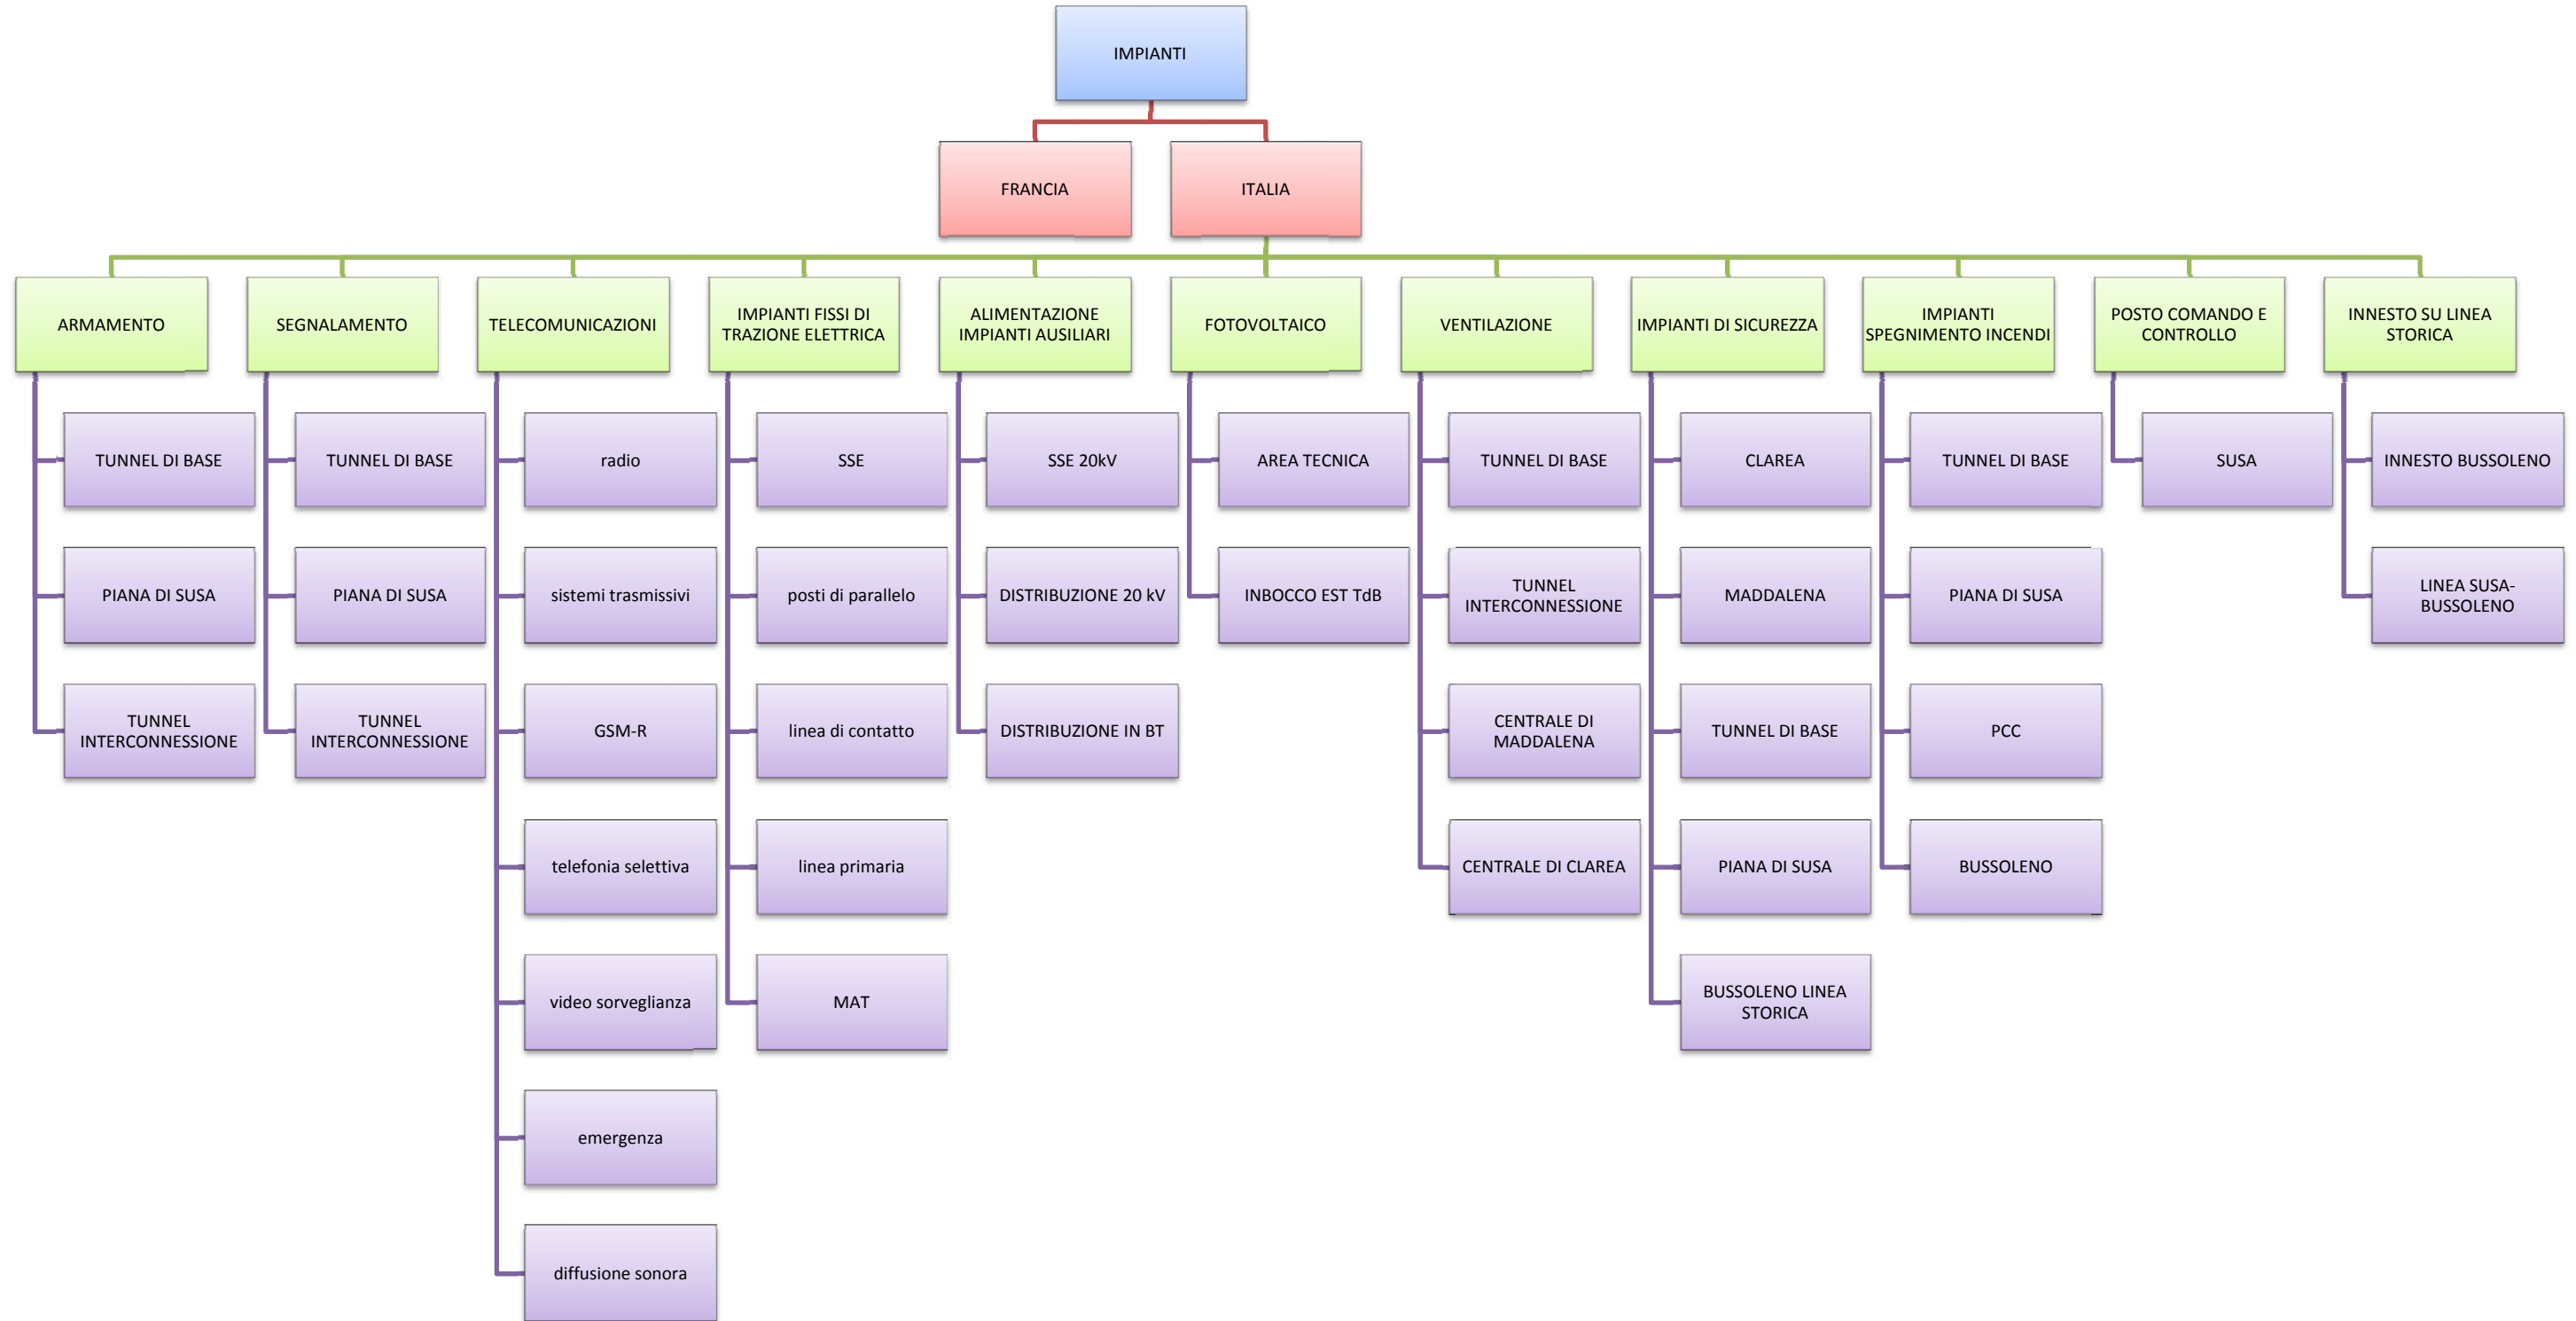 IMPIANTI
FRANCIA
ITALIA
ARMAMENTO
TUNNEL DI BASE
PIANA DI SUSA
TUNNEL
INTERCONNESSIONE
SEGNALAMENTO
TUNNEL DI BASE
PIANA DI SUSA
TUNNEL
INTERCONNESSIONE
TELECOMUNICAZIONI
radio
sistemi trasmissivi
GSM-R
telefonia selettiva
video sorveglianza
emergenza
diffusione sonora
IMPIANTI FISSI DI
TRAZIONE ELETTRICA
SSE
posti di parallelo
linea di contatto
linea primaria
MAT
ALIMENTAZIONE
IMPIANTI AUSILIARI
SSE 20kV
DISTRIBUZIONE 20 kV
DISTRIBUZIONE IN BT
FOTOVOLTAICO
AREA TECNICA
INBOCCO EST TdB
VENTILAZIONE
TUNNEL DI BASE
TUNNEL
INTERCONNESSIONE
CENTRALE DI
MADDALENA
CENTRALE DI CLAREA
IMPIANTI DI SICUREZZA
CLAREA
MADDALENA
TUNNEL DI BASE
PIANA DI SUSA
BUSSOLENO LINEA
STORICA
IMPIANTI
SPEGNIMENTO INCENDI
TUNNEL DI BASE
PIANA DI SUSA
PCC
BUSSOLENO
POSTO COMANDO E
CONTROLLO
SUSA
INNESTO SU LINEA
STORICA
INNESTO BUSSOLENO
LINEA SUSA-
BUSSOLENO